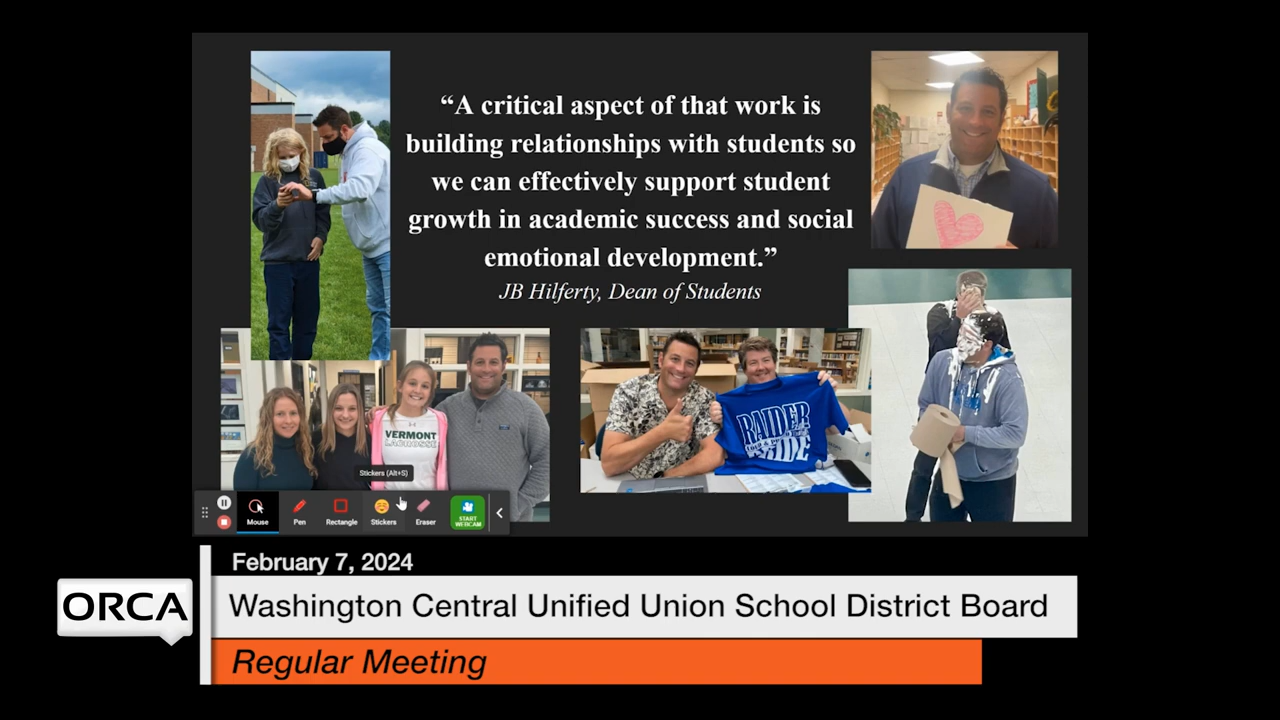 “A critical aspect of that work is
building relationships with students so
we can effectively support student
growth in academic success and social
emotional development.”
JB Hilferty, Dean of Students
VERMONT
LACROSSE
RAIDER
PRIDE
Stickers (Alt+S)
Mouse
Pen
Rectangle
Stickers
Eraser
START
WEBCAM
February 7, 2024
ORCA
Washington Central Unified Union School District Board
Regular Meeting